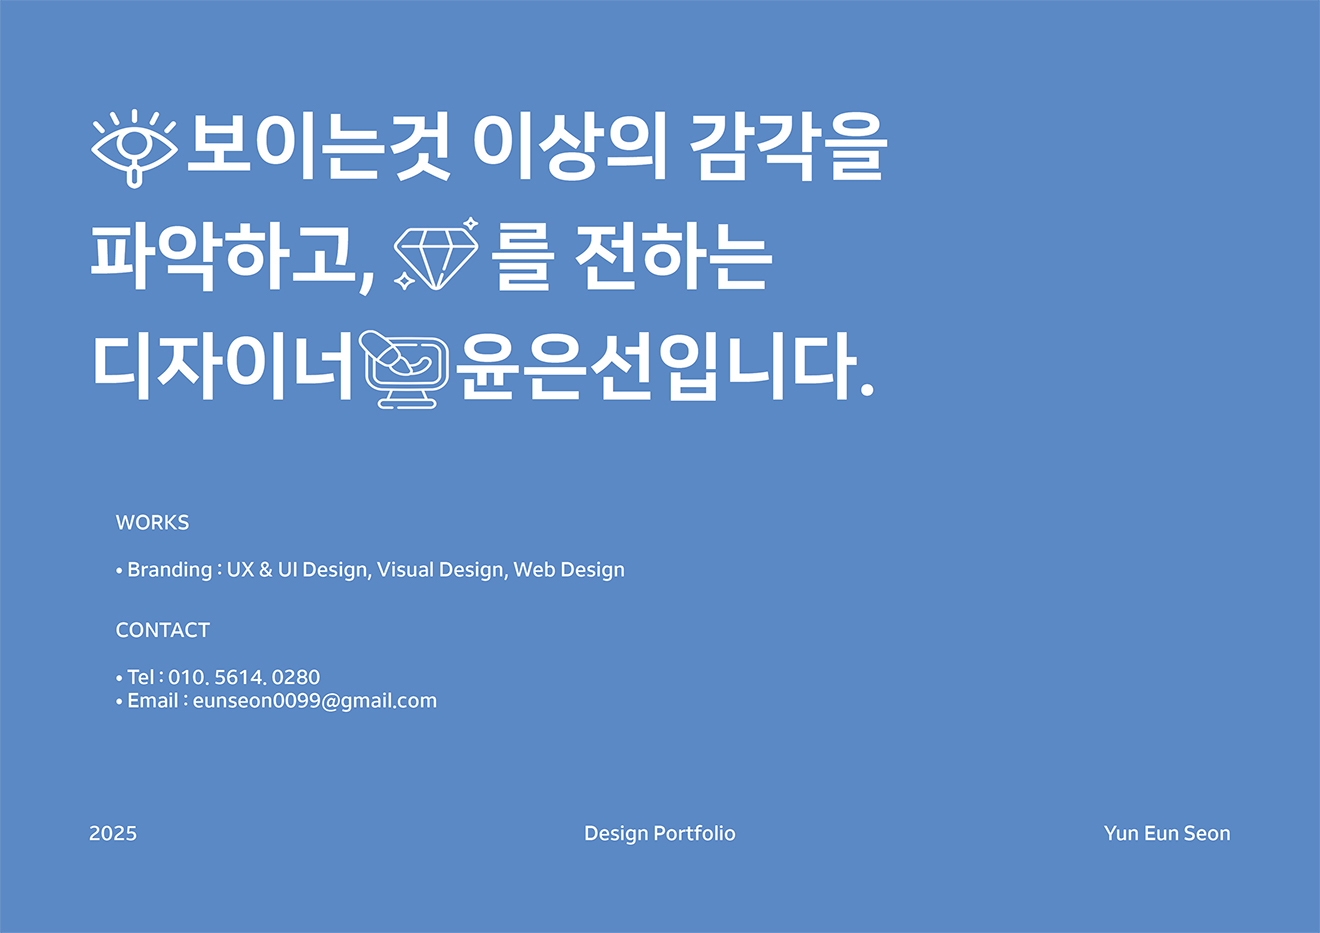 보이는것 이상의 감각을
파악하고, 를 전하는
디자이너 윤은선입니다.
WORKS
• Branding : UX & UI Design, Visual Design, Web Design
CONTACT
• Tel : 010. 5614. 0280
• Email : eunseon0099@gmail.com
2025 Design Portfolio Yun Eun Seon